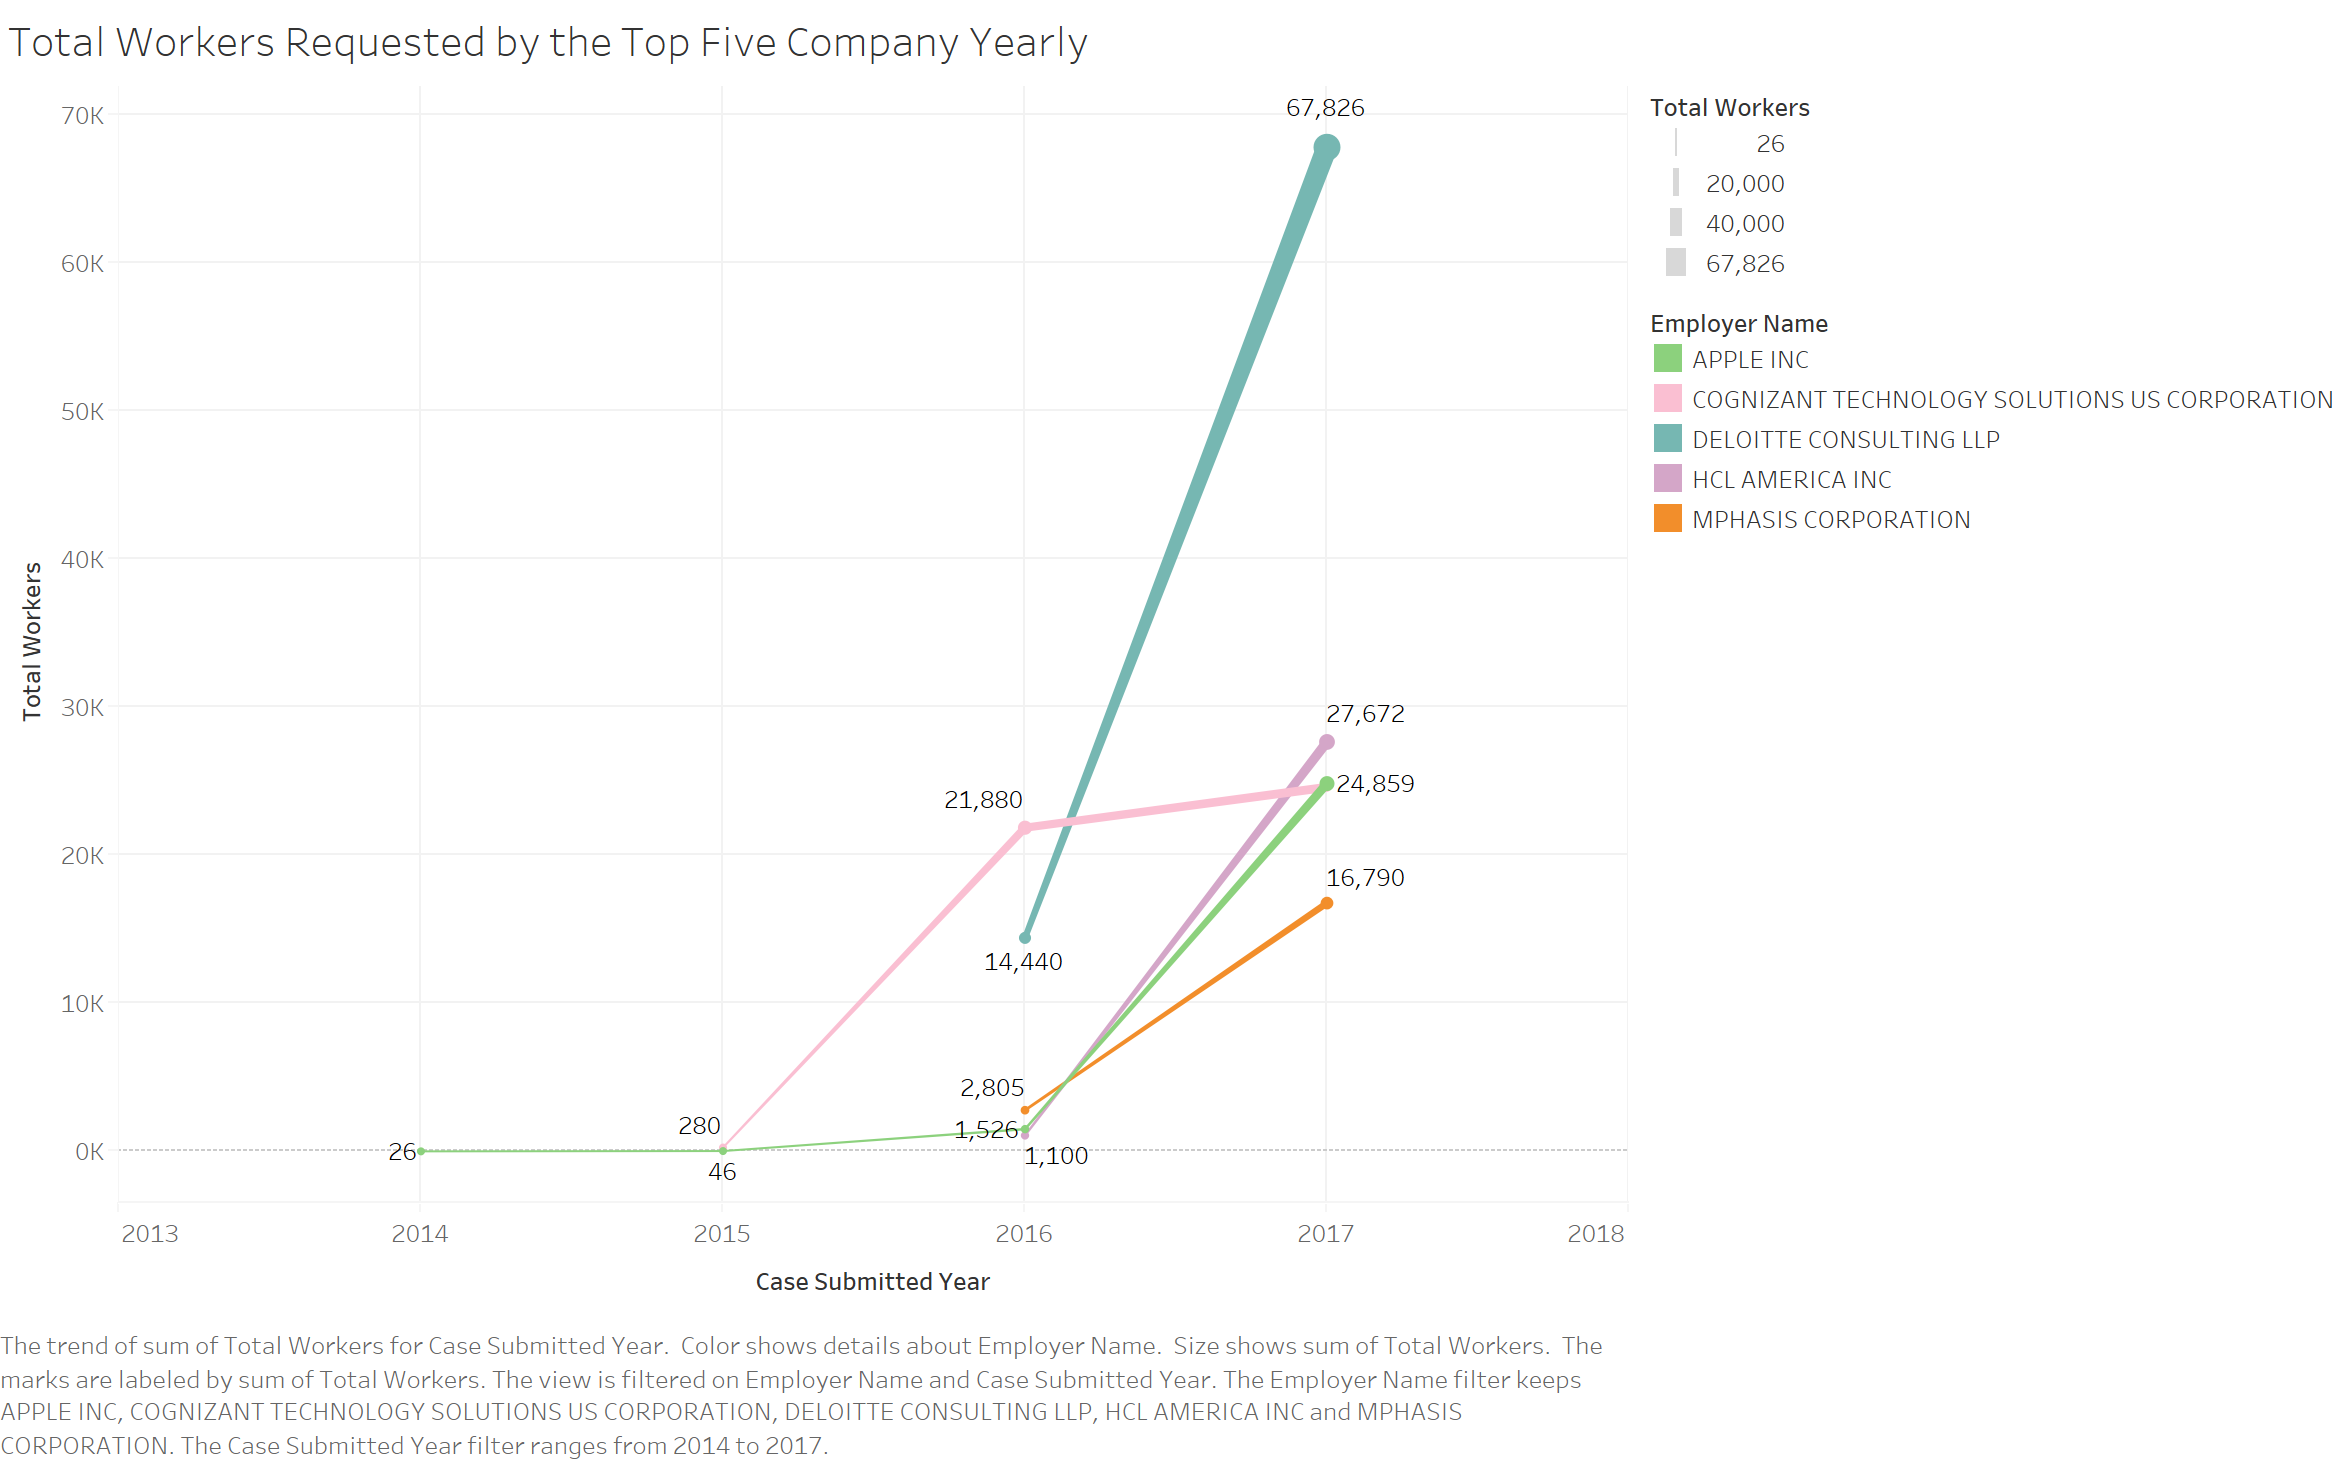 Total Workers Requested by the Top Five Company Yearly
70K
60K
50K
40K
30K
20K
10K
0K
Total Workers
67,826
27,672
24,859
21,880
16,790
14,440
2,805
1,526
1,100
280
46
26
2013
2014
2015
2016
2017
2018
Case Submitted Year
Total Workers
26
20,000
40,000
67,826
Employer Name
APPLE INC
COGNIZANT TECHNOLOGY SOLUTIONS US CORPORATION
DELOITTE CONSULTING LLP
HCL AMERICA INC
MPHASIS CORPORATION
The trend of sum of Total Workers for Case Submitted Year.  Color shows details about Employer Name.  Size shows sum of Total Workers.  The
marks are labeled by sum of Total Workers. The view is filtered on Employer Name and Case Submitted Year. The Employer Name filter keeps
APPLE INC, COGNIZANT TECHNOLOGY SOLUTIONS US CORPORATION, DELOITTE CONSULTING LLP, HCL AMERICA INC and MPHASIS
CORPORATION. The Case Submitted Year filter ranges from 2014 to 2017.